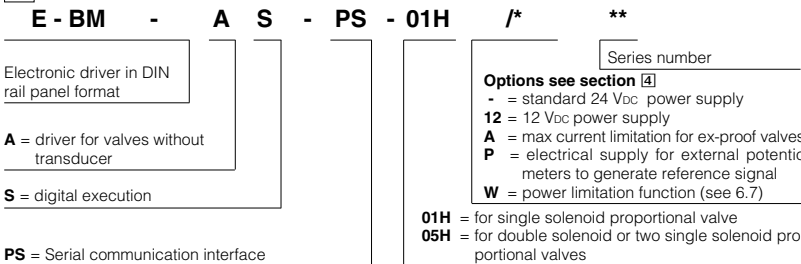 E - BM - A S - PS - 01H /* **
Series number
Electronic driver in DIN
rail panel format
Options see section 4
- = standard 24 VDC power supply
12 = 12 VDC power supply
A = max current limitation for ex-proof valves
P = electrical supply for external potentio
meters to generate reference signal
W = power limitation function (see 6.7)
A = driver for valves without
transducer
S = digital execution
01H = for single solenoid proportional valve
05H = for double solenoid or two single solenoid pro
portional valves
PS = Serial communication interface